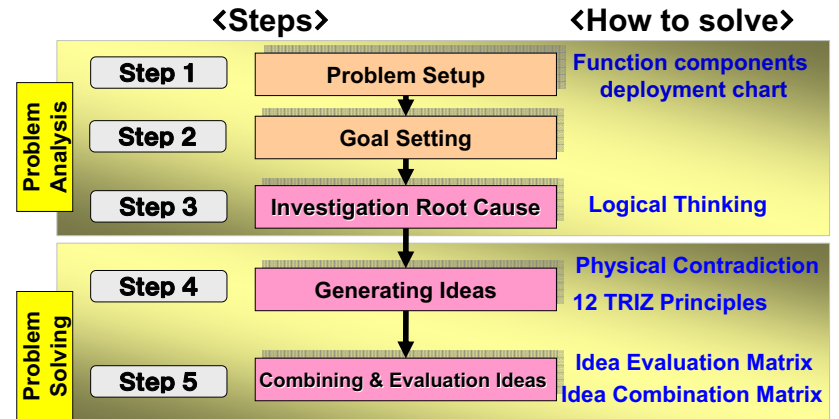 <Steps>
<How to solve>
Problem
Analysis
Step 1
Problem Setup
Function components
deployment chart
Step 2
Goal Setting
Step 3
Investigation Root Cause
Logical Thinking
Problem
Solving
Step 4
Generating Ideas
Physical Contradiction
12 TRIZ Principles
Step 5
Combining & Evaluation Ideas
Idea Evaluation Matrix
Idea Combination Matrix